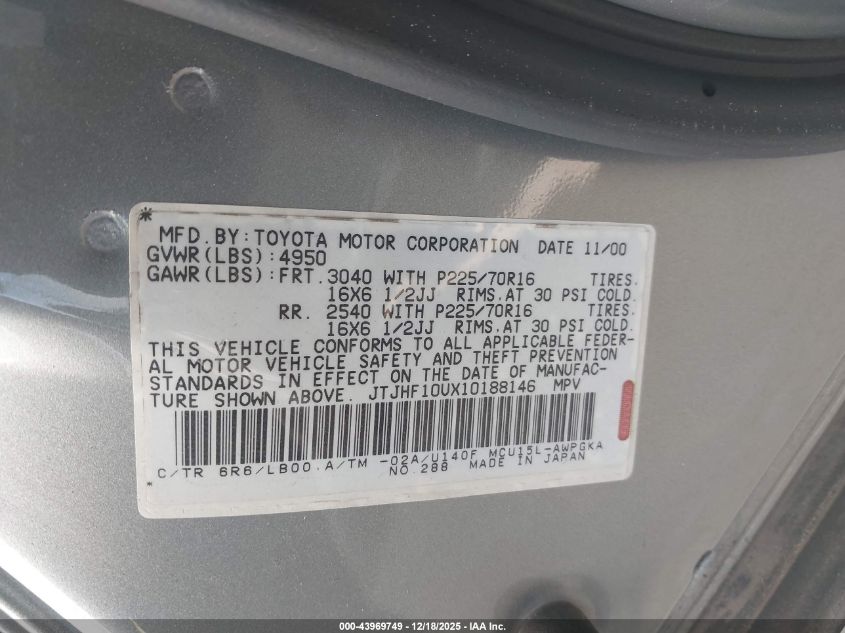 *
MFD. BY: TOYOTA MOTOR CORPORATION DATE 11/00
GVWR(LBS):4950
GAWR(LBS):FRT. 3040 WITH P225/70R16 TIRES.
16X6 1/2JJ RIMS.AT 30 PSI COLD.
RR. 2540 WITH P225/70R16 TIRES.
16X6 1/2JJ RIMS.AT 30 PSI COLD.
THIS VEHICLE CONFORMS TO ALL APPLICABLE FEDER-
AL MOTOR VEHICLE SAFETY AND THEFT PREVENTION
STANDARDS IN EFFECT ON THE DATE OF MANUFAC-
TURE SHOWN ABOVE. JTJHF10UX10188146 MPV
C/TR 6R6/LB00.A/TM -02A/U140F MCU15L-AWPGKA
* NO.288 MADE IN JAPAN
000-43969749 - 12/18/2025 - IAA Inc.